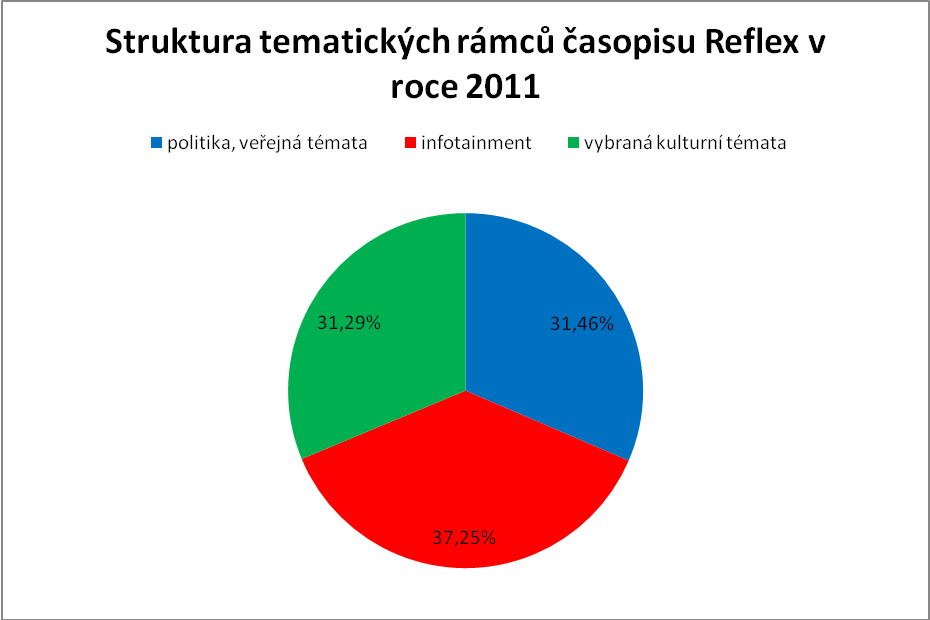 Struktura tematických rámců časopisu Reflex v
roce 2011
politika, veřejná témata infotainment vybraná kulturní témata
31,29% 31,46%
37,25%